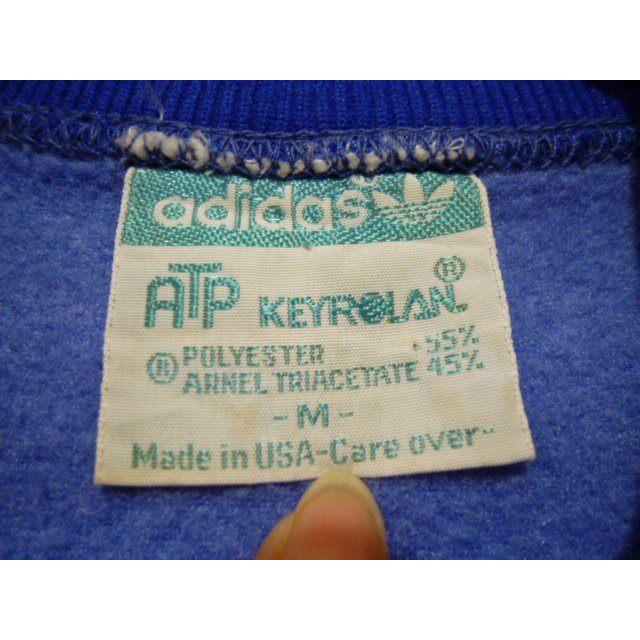 adidas
ATP KEYROLAN ®
POLYESTER 55%
® ARNEL TRIACETATE 45%
- M -
Made in USA-Care over-